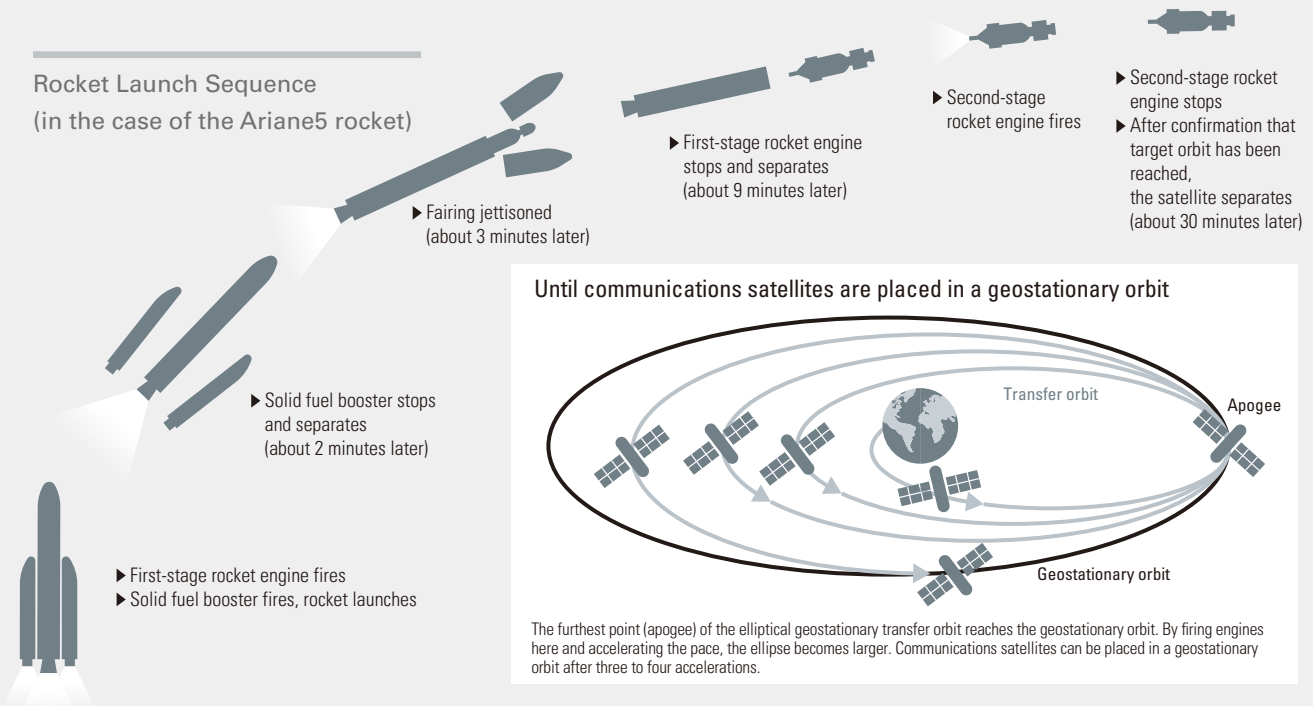 Rocket Launch Sequence
(in the case of the Ariane5 rocket)
▶ First-stage rocket engine fires
▶ Solid fuel booster fires, rocket launches
▶ Solid fuel booster stops
and separates
(about 2 minutes later)
▶ Fairing jettisoned
(about 3 minutes later)
▶ First-stage rocket engine
stops and separates
(about 9 minutes later)
▶ Second-stage
rocket engine fires
▶ Second-stage rocket
engine stops
▶ After confirmation that
target orbit has been
reached,
the satellite separates
(about 30 minutes later)
Until communications satellites are placed in a geostationary orbit
Transfer orbit
Apogee
Geostationary orbit
The furthest point (apogee) of the elliptical geostationary transfer orbit reaches the geostationary orbit. By firing engines
here and accelerating the pace, the ellipse becomes larger. Communications satellites can be placed in a geostationary
orbit after three to four accelerations.